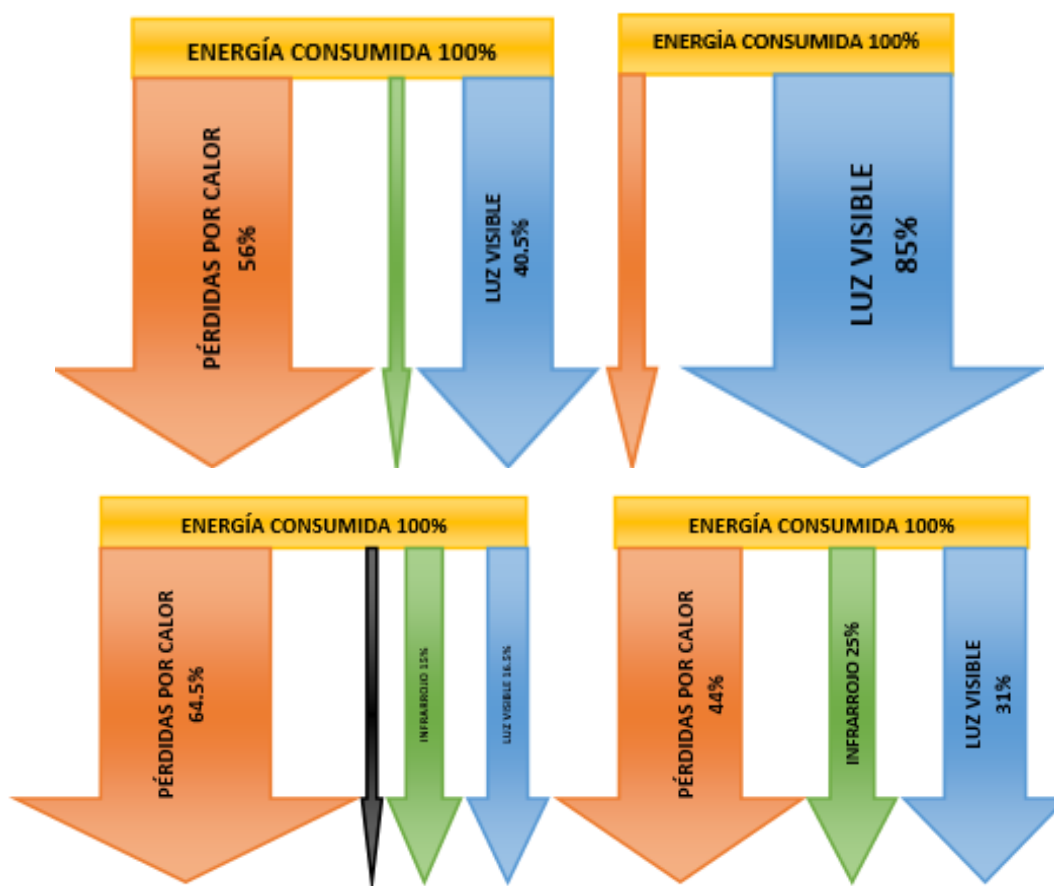 ENERGÍA CONSUMIDA 100%
PÉRDIDAS POR CALOR
56%
LUZ VISIBLE
40.5%
ENERGÍA CONSUMIDA 100%
LUZ VISIBLE
85%
ENERGÍA CONSUMIDA 100%
PÉRDIDAS POR CALOR
64.5%
INFRARROJO 15%
LUZ VISIBLE 16.5%
ENERGÍA CONSUMIDA 100%
PÉRDIDAS POR CALOR
44%
INFRARROJO 25%
LUZ VISIBLE
31%